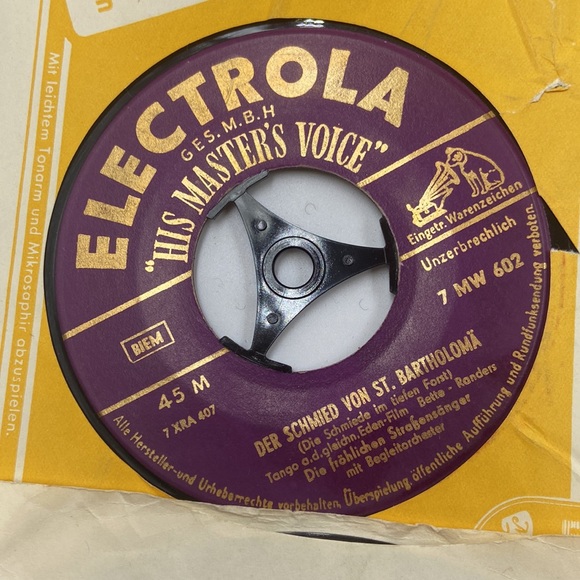 ELECTROLA
GES.M.B.H
"HIS MASTER'S VOICE"
Eingetr. Warenzeichen
Unzerbrechlich
7 MW 602
BIEM
45 M
7 XRA 407
DER SCHMIED VON ST. BARTHOLOMÄ
(Die Schmiede im tiefen Forst)
Tango a.d.gleichn. Eden-Film Bette - Randers
Die fröhlichen Straßensänger
mit Begleitorchester
Alle Hersteller-und Urheberrechte vorbehalten, Überspielung, öffentliche Aufführung und Rundfunksendung verboten.
Mit leichtem Tonarm und Mikrosaphir abzuspielen.